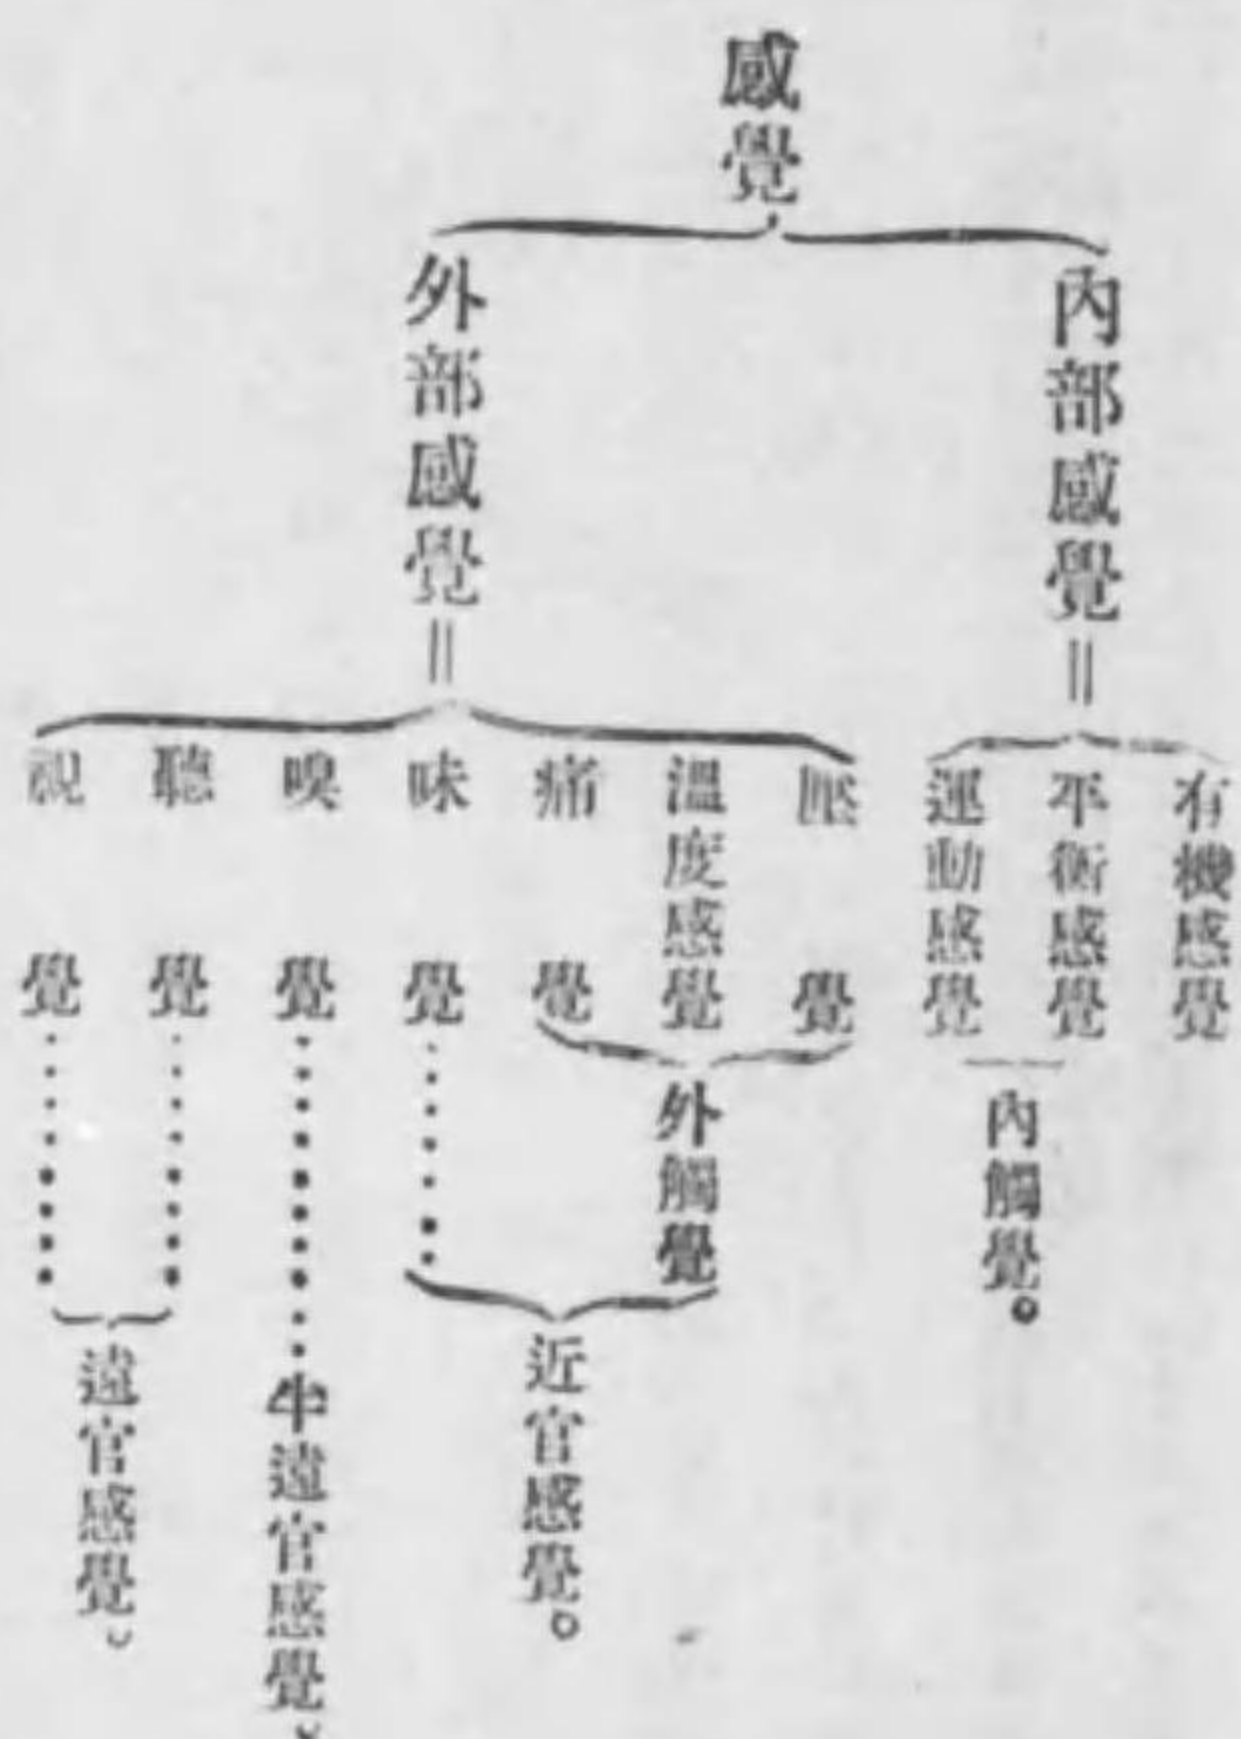 感覺
內部感覺＝
有機感覺
平衡感覺
運動感覺
內觸覺。
外部感覺＝
壓覺
溫度感覺
痛覺
外觸覺
味覺
近官感覺。
嗅覺
半遠官感覺。
聽覺
視覺
遠官感覺。